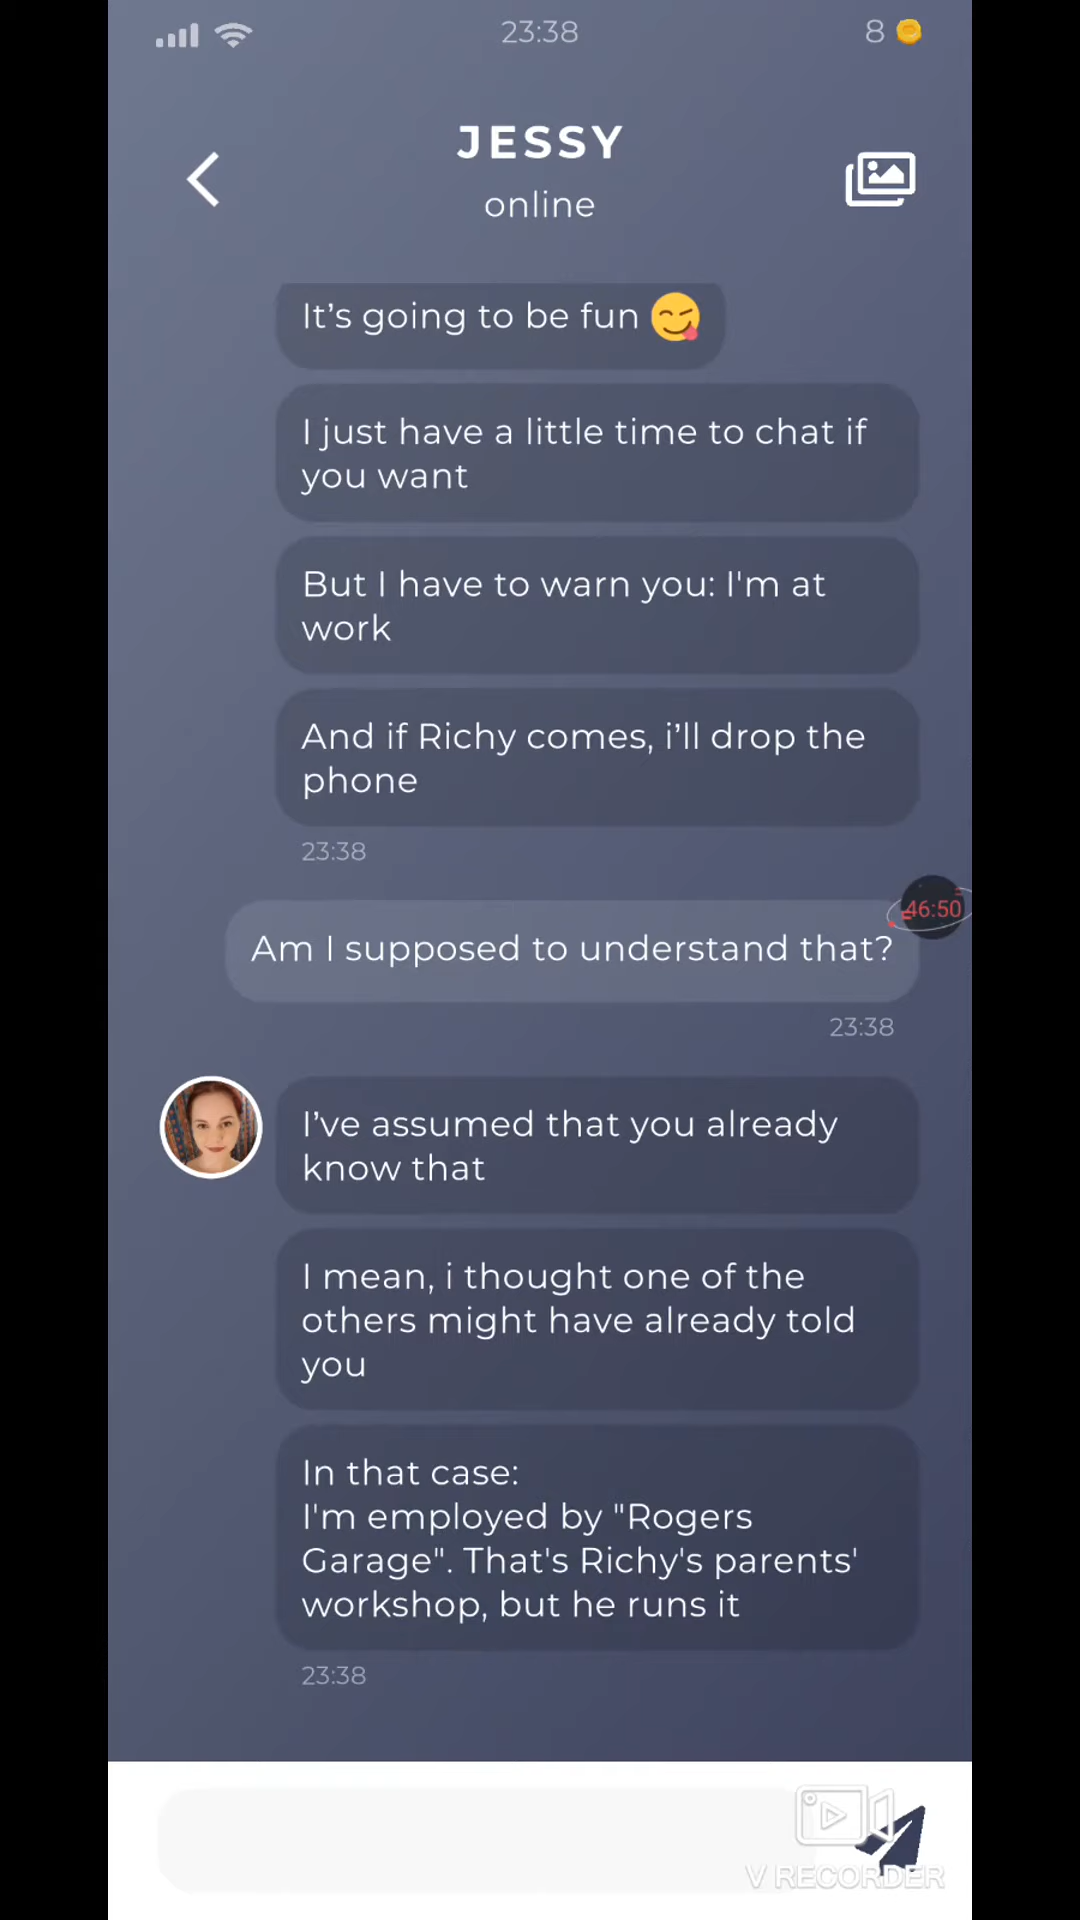 23:38
8
JESSY
online
It's going to be fun
I just have a little time to chat if
you want
But I have to warn you: I'm at
work
And if Richy comes, i'll drop the
phone
23:38
46:50
Am I supposed to understand that?
23:38
I've assumed that you already
know that
I mean, i thought one of the
others might have already told
you
In that case:
I'm employed by "Rogers
Garage". That's Richy's parents'
workshop, but he runs it
23:38
V RECORDER